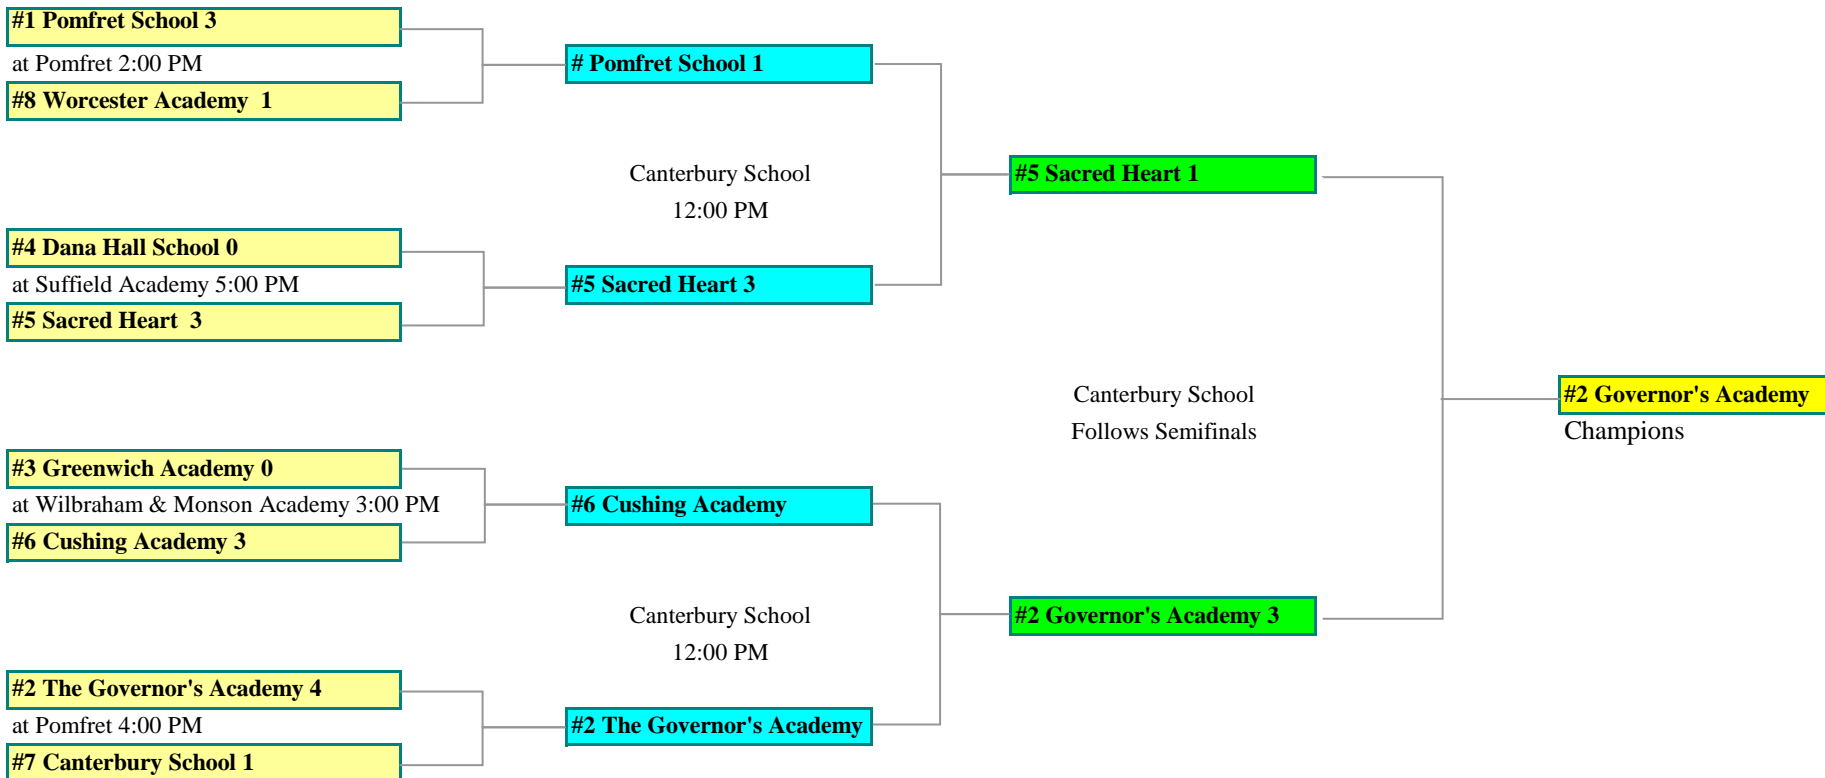 #1 Pomfret School 3
at Pomfret 2:00 PM
#8 Worcester Academy  1
# Pomfret School 1
Canterbury School
12:00 PM
#5 Sacred Heart 1
#4 Dana Hall School 0
at Suffield Academy 5:00 PM
#5 Sacred Heart  3
#5 Sacred Heart 3
Canterbury School
Follows Semifinals
#2 Governor's Academy
Champions
#3 Greenwich Academy 0
at Wilbraham & Monson Academy 3:00 PM
#6 Cushing Academy 3
#6 Cushing Academy
Canterbury School
12:00 PM
#2 Governor's Academy 3
#2 The Governor's Academy 4
at Pomfret 4:00 PM
#7 Canterbury School 1
#2 The Governor's Academy